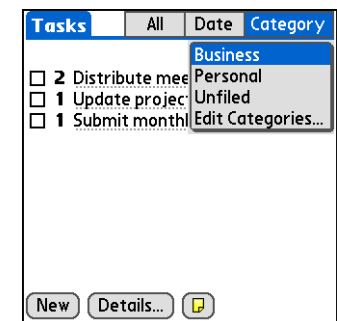 Tasks All Date Category
Business
Personal
Unfiled
Edit Categories...
2 Distribute mee
1 Update projec
1 Submit monthl
New Details...